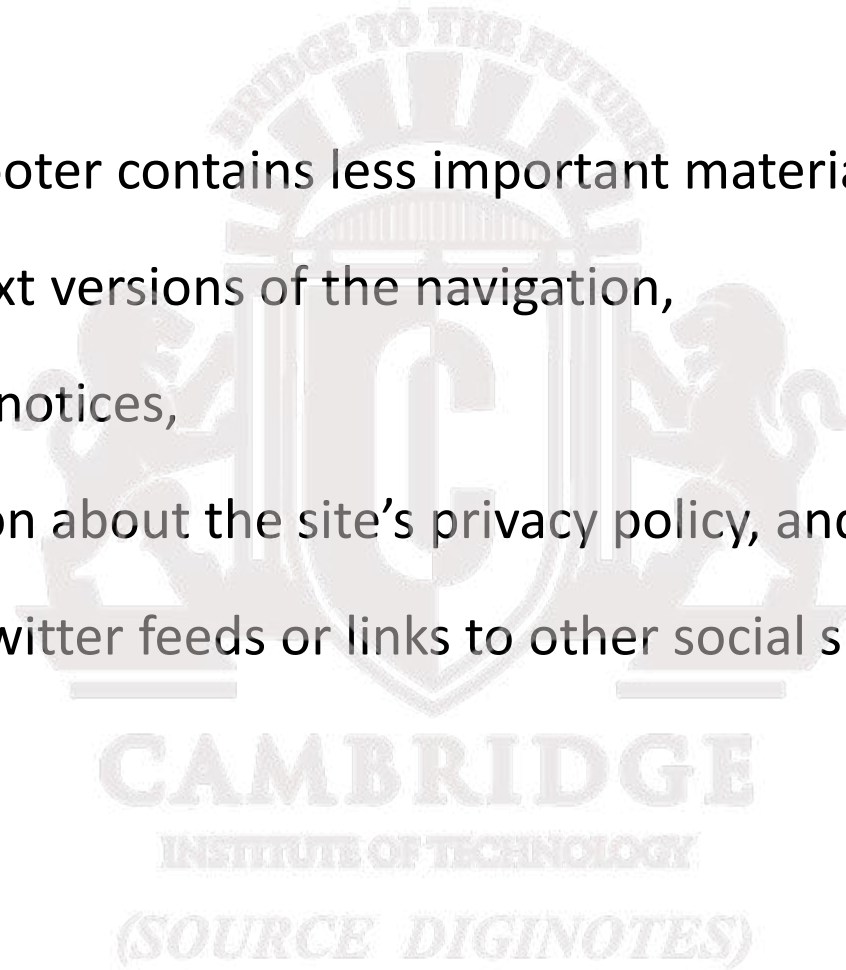 BRIDGE TO THE FUTURE
oter contains less important materia
xt versions of the navigation,
notices,
on about the site’s privacy policy, and
witter feeds or links to other social s
C
CAMBRIDGE
INSTITUTE OF TECHNOLOGY
(SOURCE DIGINOTES)